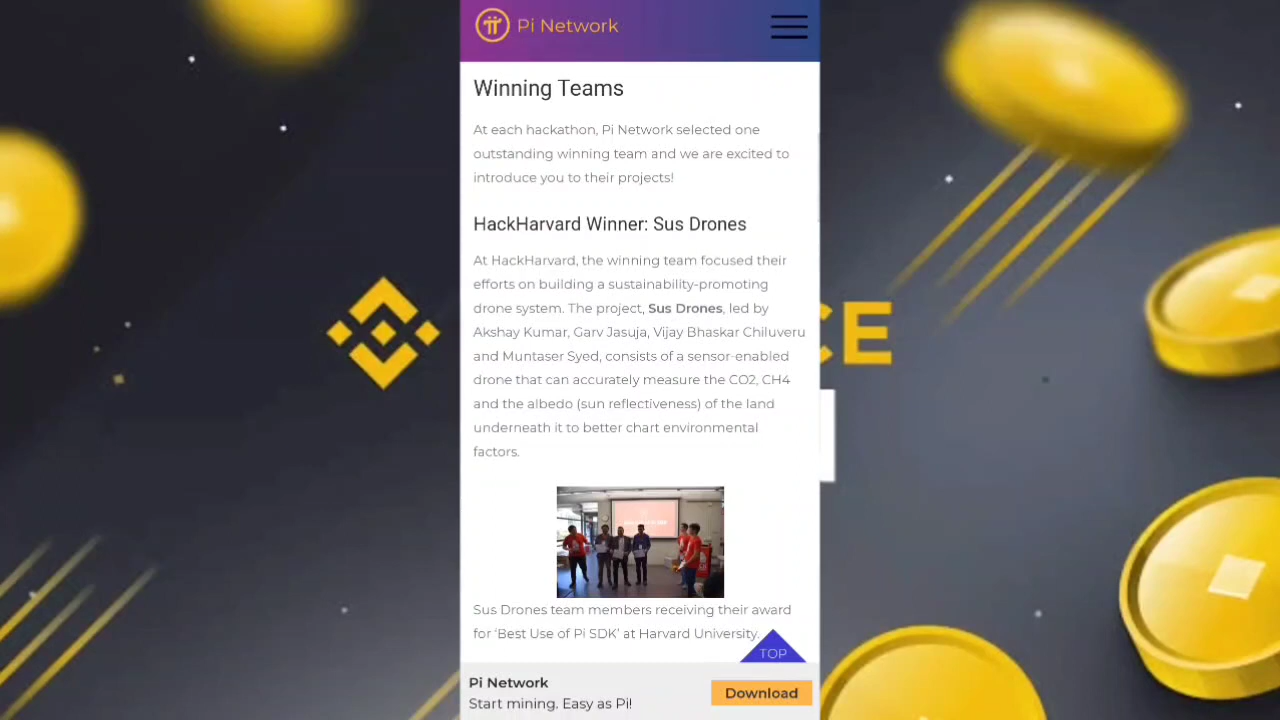 Pi Network
Winning Teams
At each hackathon, Pi Network selected one
outstanding winning team and we are excited to
introduce you to their projects!
HackHarvard Winner: Sus Drones
At HackHarvard, the winning team focused their
efforts on building a sustainability-promoting
drone system. The project, Sus Drones, led by
Akshay Kumar, Garv Jasuja, Vijay Bhaskar Chiluveru
and Muntaser Syed, consists of a sensor-enabled
drone that can accurately measure the CO2, CH4
and the albedo (sun reflectiveness) of the land
underneath it to better chart environmental
factors.
Sus Drones team members receiving their award
for ‘Best Use of Pi SDK’ at Harvard University.
TOP
Pi Network
Start mining. Easy as Pi!
Download